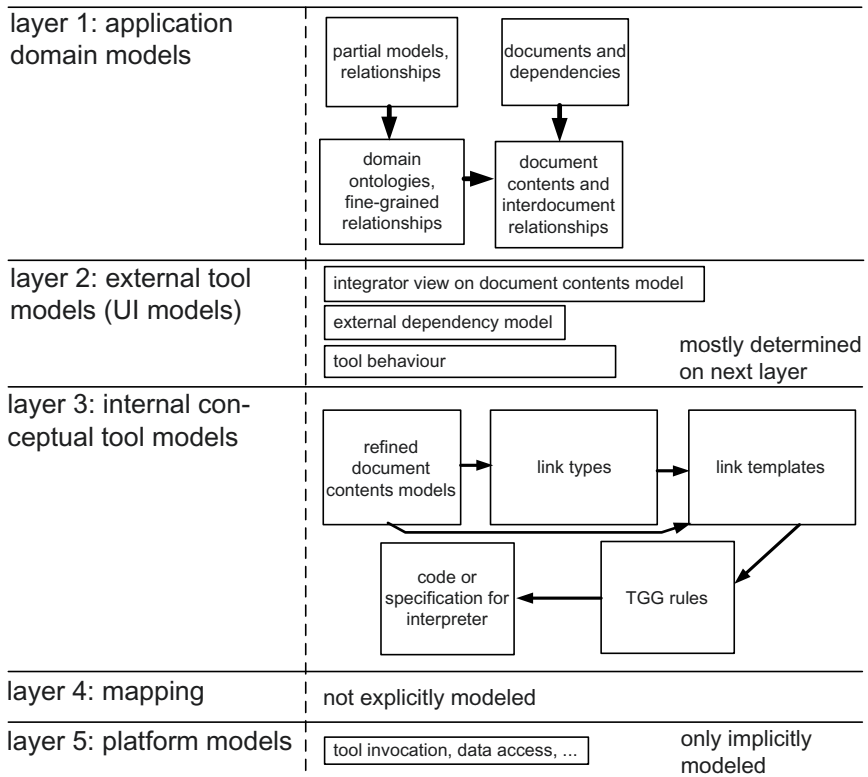 layer 1: application
domain models
partial models,
relationships
documents and
dependencies
domain
ontologies,
fine-grained
relationships
document
contents and
interdocument
relationships
layer 2: external tool
models (UI models)
integrator view on document contents model
external dependency model
tool behaviour
mostly determined
on next layer
layer 3: internal con-
ceptual tool models
refined
document
contents models
link types
link templates
code or
specification for
interpreter
TGG rules
layer 4: mapping
not explicitly modeled
layer 5: platform models
tool invocation, data access, ...
only implicitly
modeled